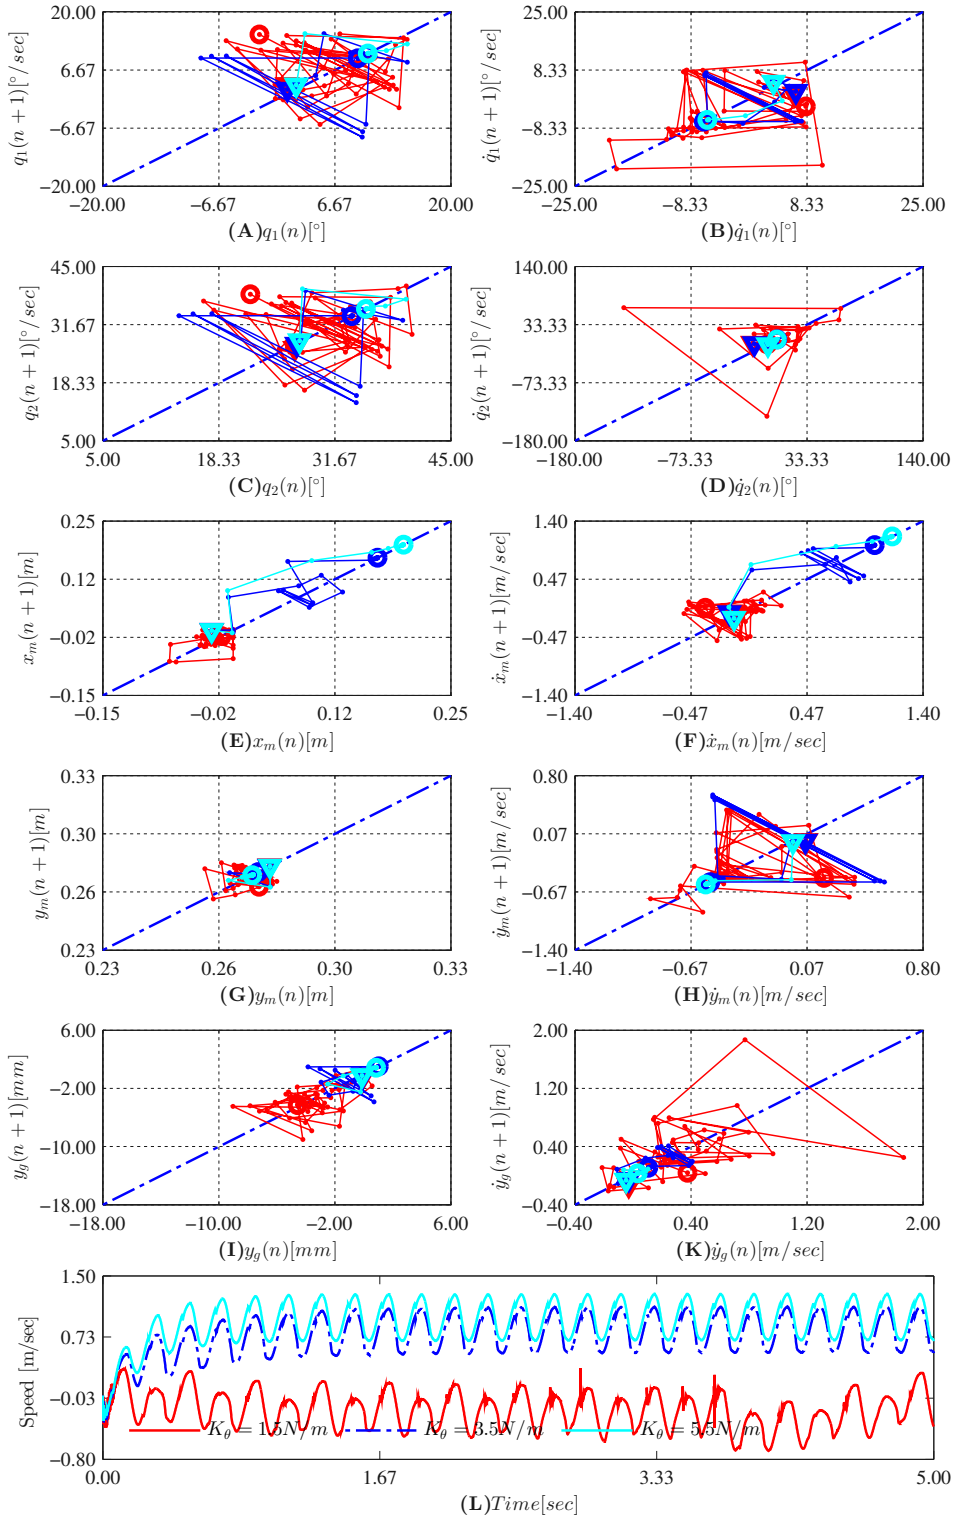 20.00
6.67
−6.67
−20.00
q₁(n + 1)[°/sec]
−20.00 −6.67 6.67 20.00
(A)q₁(n)[°]
25.00
8.33
−8.33
−25.00
q̇₁(n + 1)[°/sec]
−25.00 −8.33 8.33 25.00
(B)q̇₁(n)[°]
45.00
31.67
18.33
5.00
q₂(n + 1)[°/sec]
5.00 18.33 31.67 45.00
(C)q₂(n)[°]
140.00
33.33
−73.33
−180.00
q̇₂(n + 1)[°/sec]
−180.00 −73.33 33.33 140.00
(D)q̇₂(n)[°]
0.25
0.12
−0.02
−0.15
xₘ(n + 1)[m]
−0.15 −0.02 0.12 0.25
(E)xₘ(n)[m]
1.40
0.47
−0.47
−1.40
ẋₘ(n + 1)[m/sec]
−1.40 −0.47 0.47 1.40
(F)ẋₘ(n)[m/sec]
0.33
0.30
0.26
0.23
yₘ(n + 1)[m]
0.23 0.26 0.30 0.33
(G)yₘ(n)[m]
0.80
0.07
−0.67
−1.40
ẏₘ(n + 1)[m/sec]
−1.40 −0.67 0.07 0.80
(H)ẏₘ(n)[m/sec]
6.00
−2.00
−10.00
−18.00
y_g(n + 1)[mm]
−18.00 −10.00 −2.00 6.00
(I)y_g(n)[mm]
2.00
1.20
0.40
−0.40
ẏ_g(n + 1)[m/sec]
−0.40 0.40 1.20 2.00
(K)ẏ_g(n)[m/sec]
1.50
0.73
−0.03
−0.80
Speed [m/sec]
K_θ = 1.5N/m K_θ = 3.5N/m K_θ = 5.5N/m
0.00 1.67 3.33 5.00
(L)Time[sec]